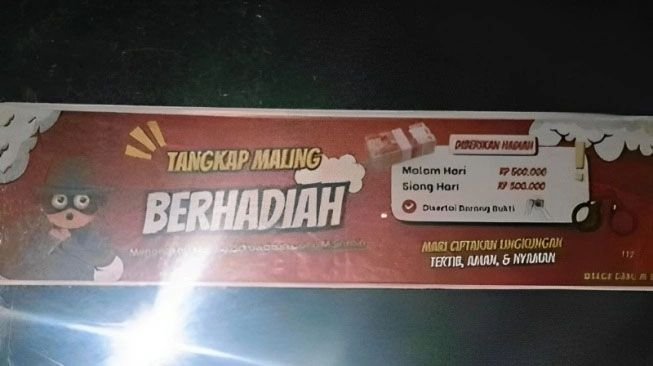 TANGKAP MALING
BERHADIAH
DIBERIKAN HADIAH
Malam Hari RP 500.000
Siang Hari RP 500.000
Disertai Barang Bukti
MARI CIPTAKAN LINGKUNGAN
TERTIB, AMAN, & NYAMAN